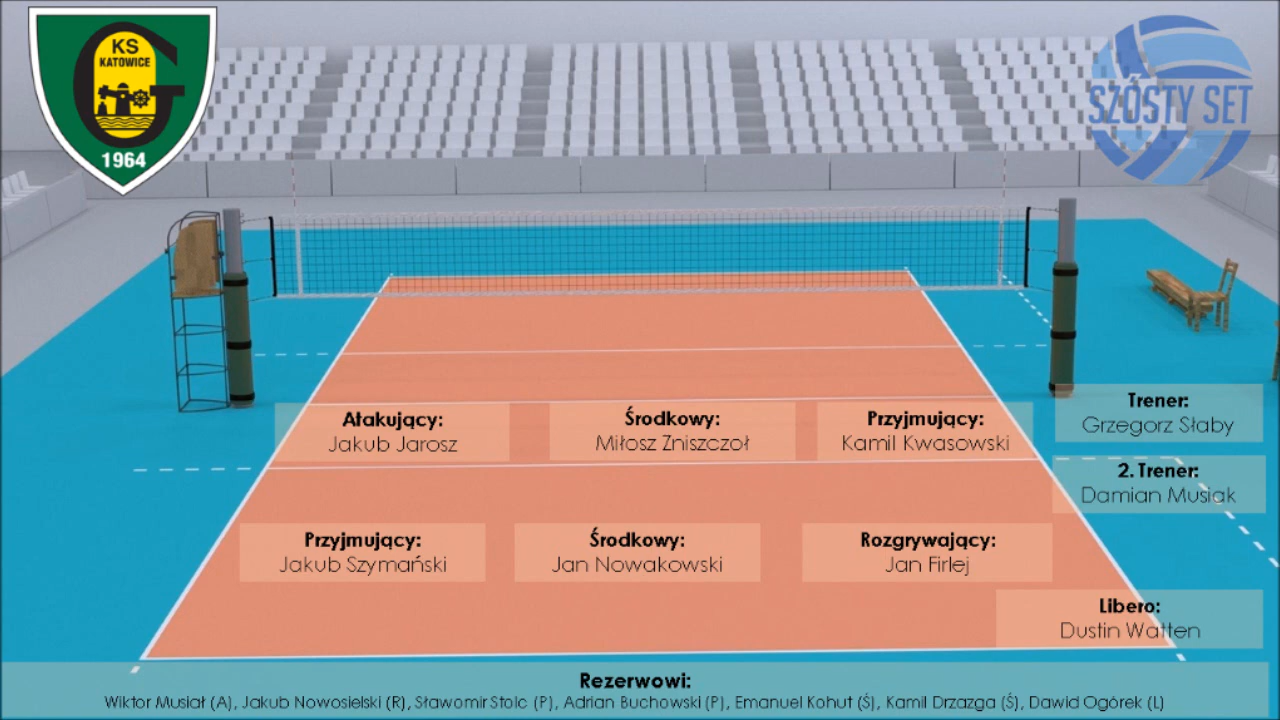 KS
KATOWICE
G
1964
SZÓSTY SET
Atakujący:
Jakub Jarosz
Środkowy:
Miłosz Zniszczoł
Przyjmujący:
Kamil Kwasowski
Trener:
Grzegorz Słaby
2. Trener:
Damian Musiak
Przyjmujący:
Jakub Szymański
Środkowy:
Jan Nowakowski
Rozgrywający:
Jan Firlej
Libero:
Dustin Watten
Rezerwowi:
Wiktor Musiał (A), Jakub Nowosielski (R), Sławomir Stolc (P), Adrian Buchowski (P), Emanuel Kohut (Ś), Kamil Drzazga (Ś), Dawid Ogórek (L)